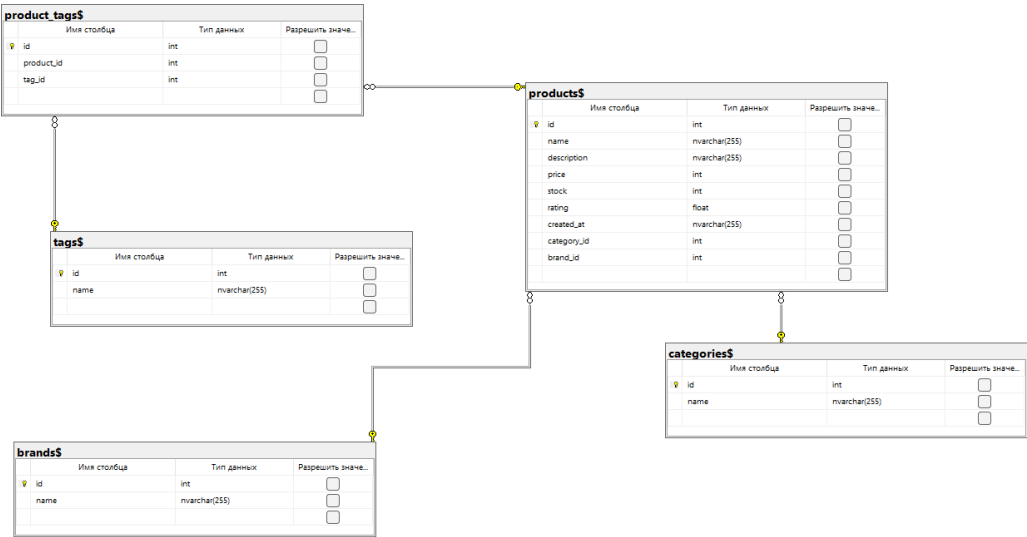 product_tags$
Имя столбца Тип данных Разрешить значе...
id int
product_id int
tag_id int
products$
Имя столбца Тип данных Разрешить значе...
id int
name nvarchar(255)
description nvarchar(255)
price int
stock int
rating float
created_at nvarchar(255)
category_id int
brand_id int
tags$
Имя столбца Тип данных Разрешить значе...
id int
name nvarchar(255)
categories$
Имя столбца Тип данных Разрешить значе...
id int
name nvarchar(255)
brands$
Имя столбца Тип данных Разрешить значе...
id int
name nvarchar(255)